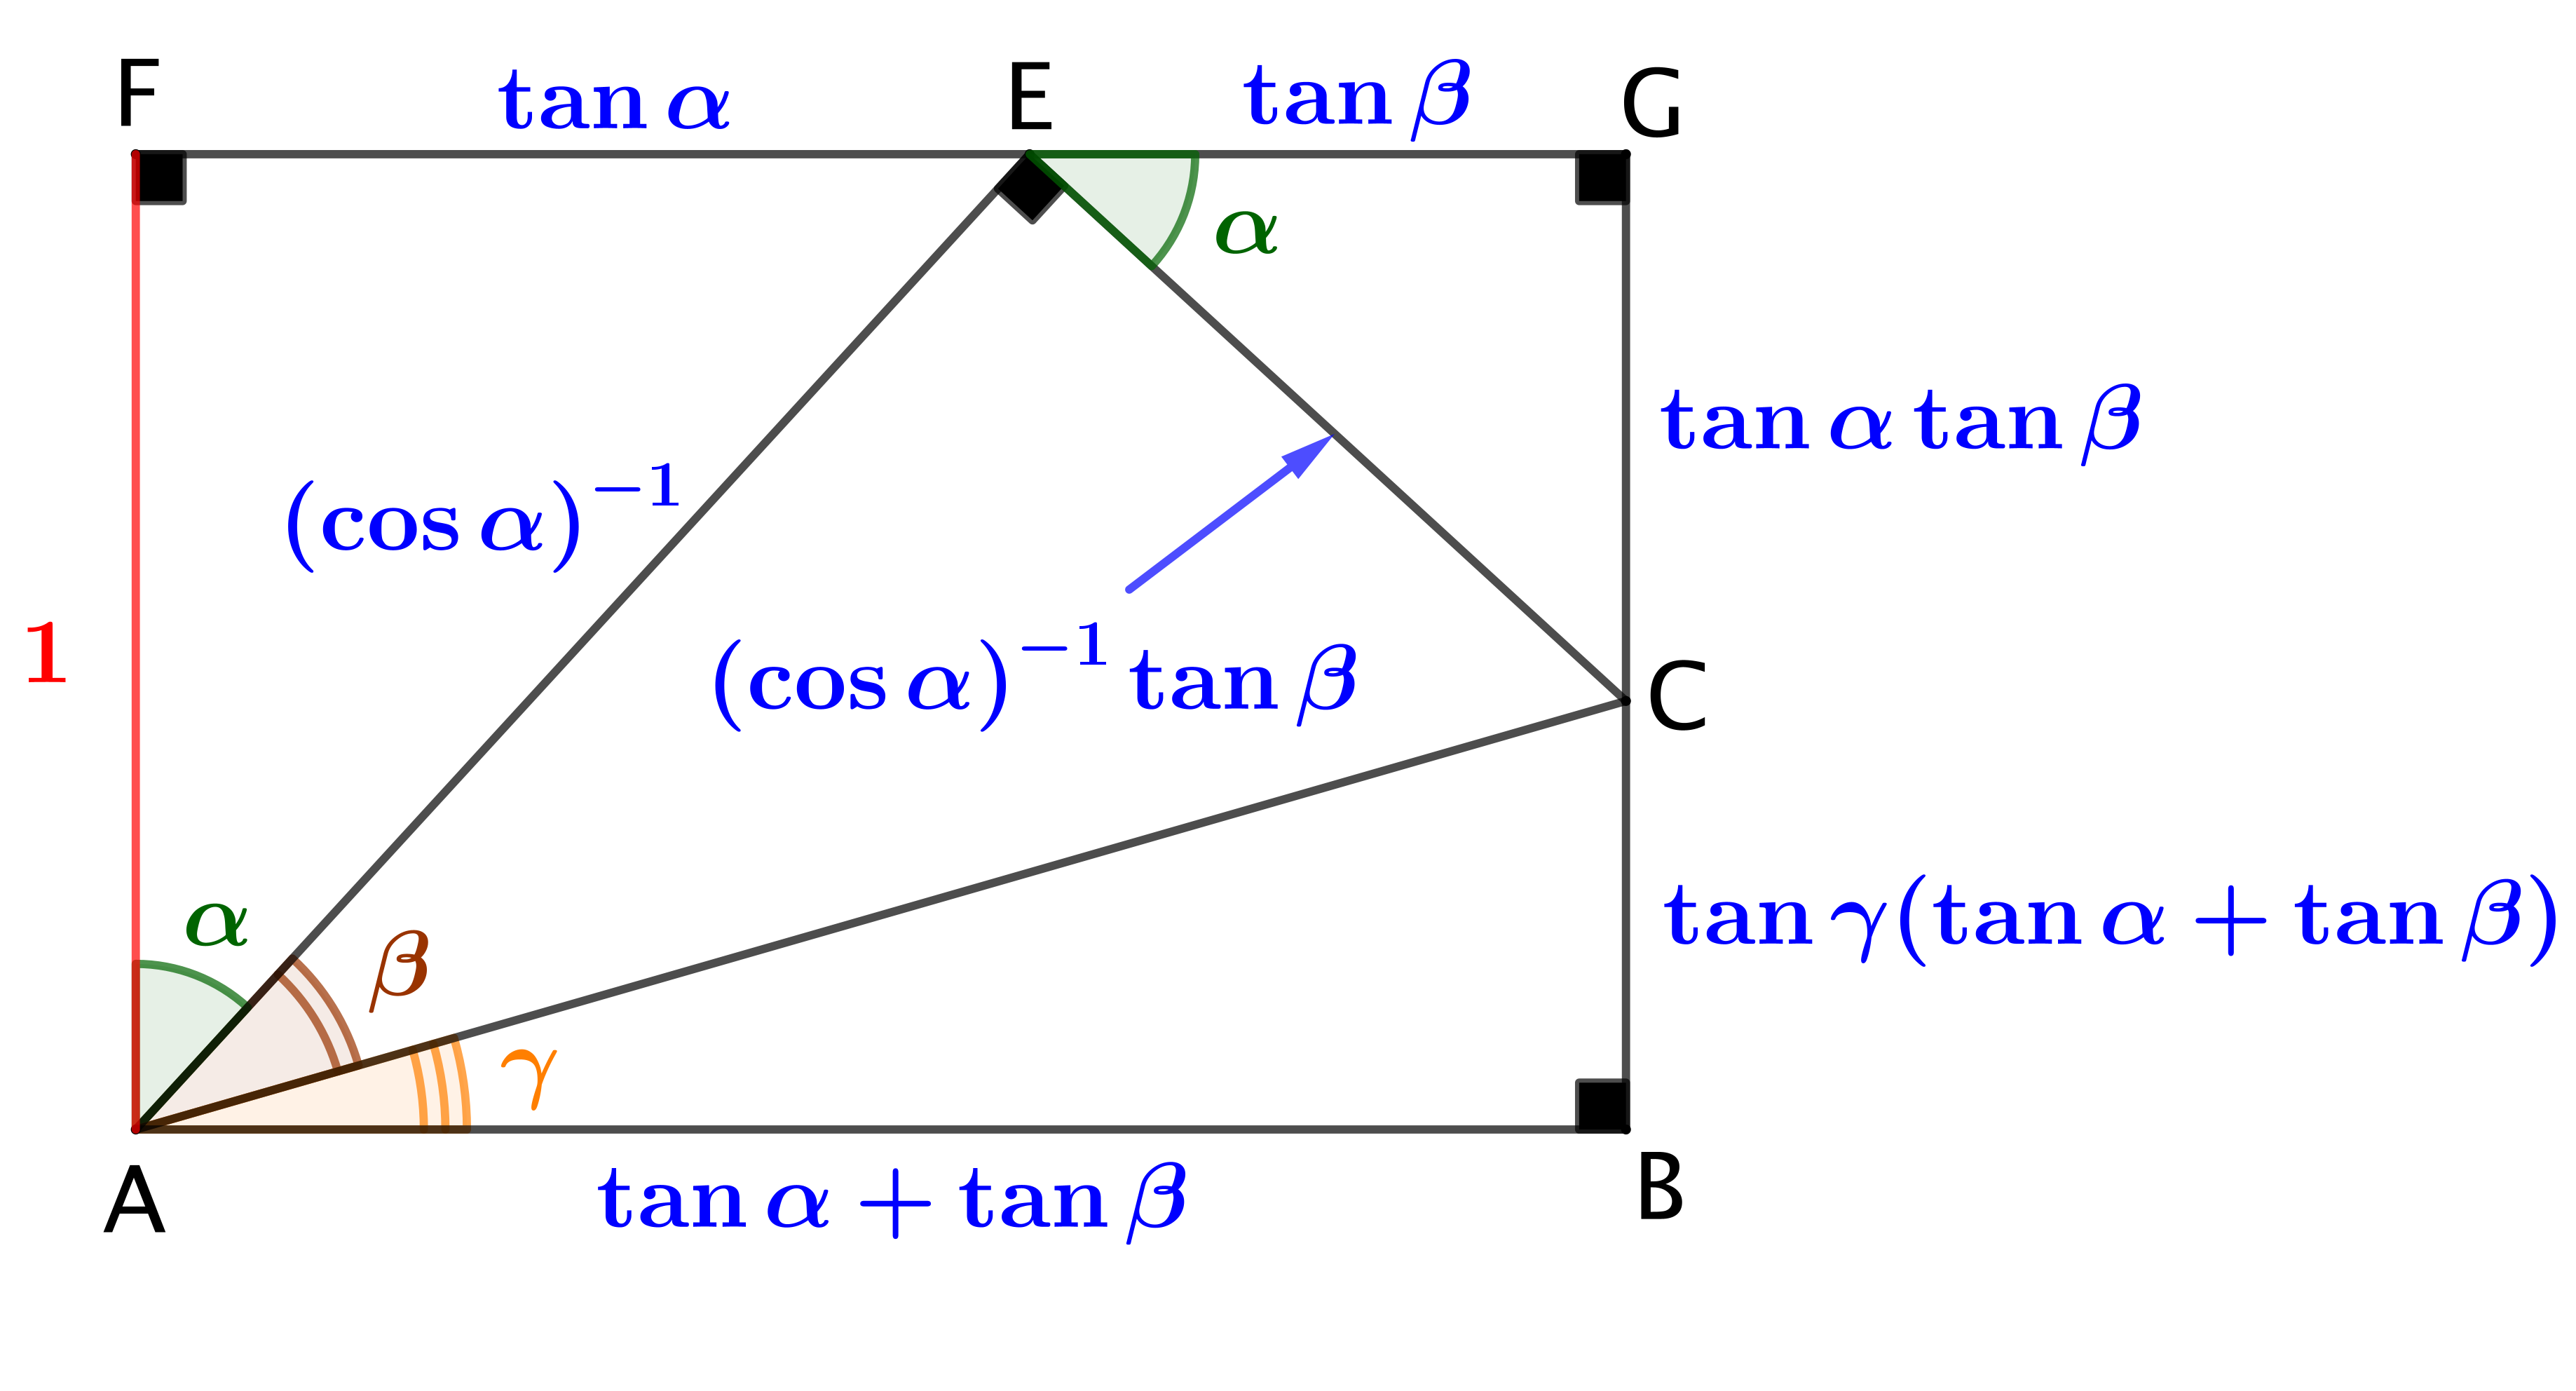 F
tan α
E
tan β
G
α
tan α tan β
(cos α)⁻¹
1
(cos α)⁻¹ tan β
C
α
β
tan γ(tan α + tan β)
γ
A
tan α + tan β
B